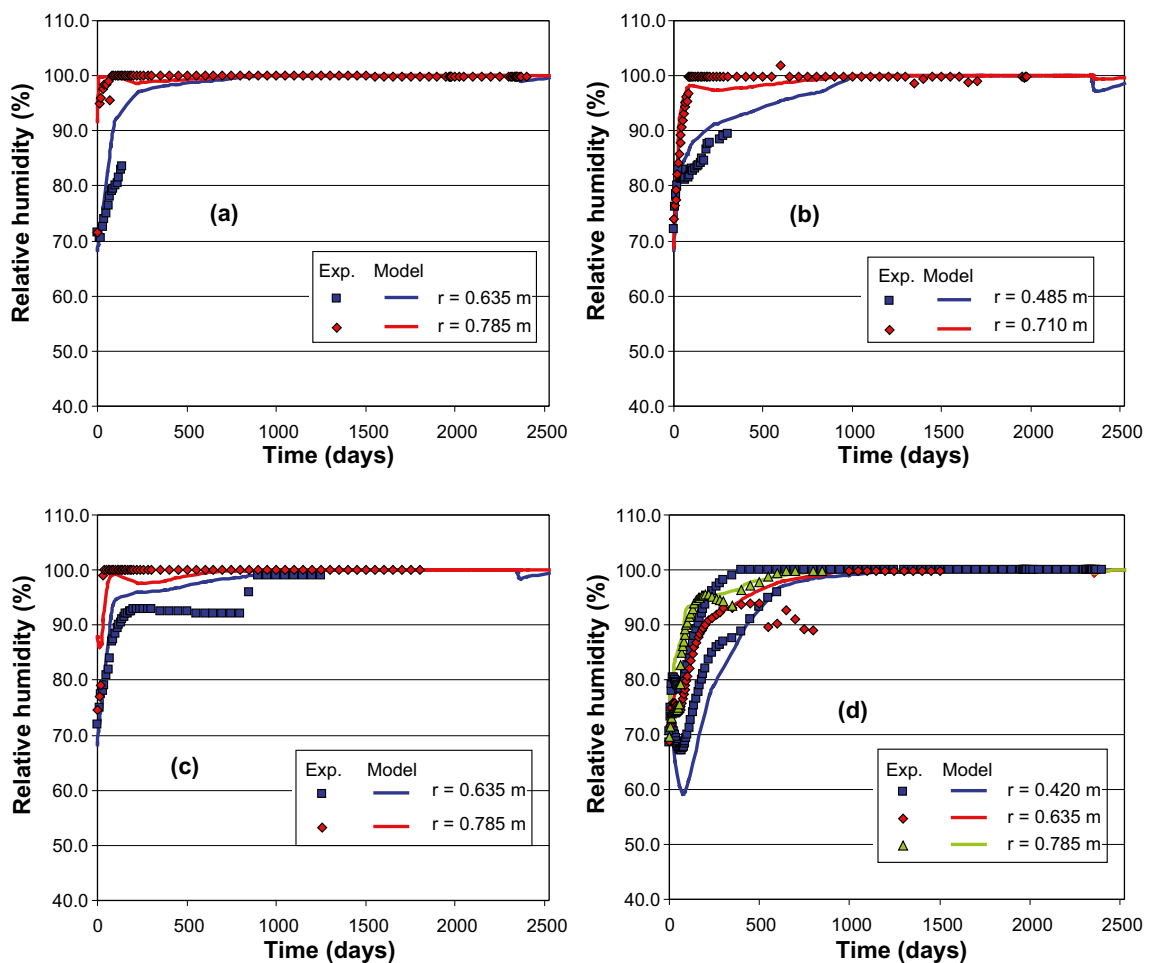 110.0
100.0
90.0
80.0
70.0
60.0
50.0
40.0
Relative humidity (%)
(a)
Exp. Model
r = 0.635 m
r = 0.785 m
0 500 1000 1500 2000 2500
Time (days)
110.0
100.0
90.0
80.0
70.0
60.0
50.0
40.0
Relative humidity (%)
(b)
Exp. Model
r = 0.485 m
r = 0.710 m
0 500 1000 1500 2000 2500
Time (days)
110.0
100.0
90.0
80.0
70.0
60.0
50.0
40.0
Relative humidity (%)
(c)
Exp. Model
r = 0.635 m
r = 0.785 m
0 500 1000 1500 2000 2500
Time (days)
110.0
100.0
90.0
80.0
70.0
60.0
50.0
40.0
Relative humidity (%)
(d)
Exp. Model
r = 0.420 m
r = 0.635 m
r = 0.785 m
0 500 1000 1500 2000 2500
Time (days)